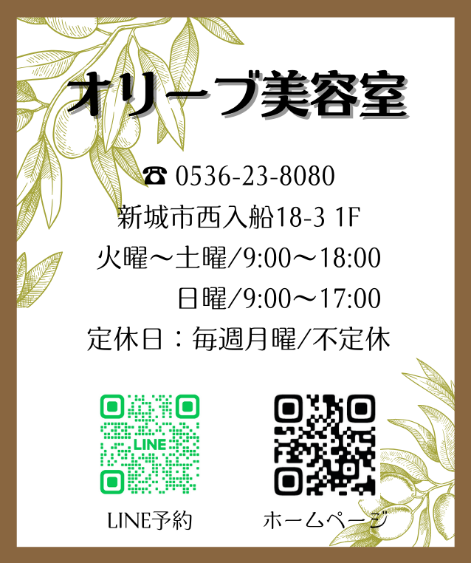 オリーブ美容室
☎ 0536-23-8080
新城市西入船18-3 1F
火曜～土曜/9:00～18:00
日曜/9:00～17:00
定休日：毎週月曜/不定休
LINE
LINE予約
ホームページ